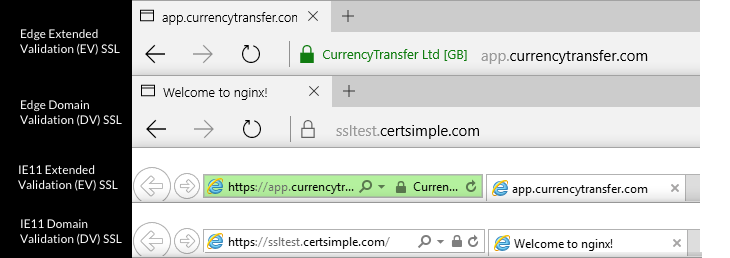 Edge Extended
Validation (EV) SSL
app.currencytransfer.con
CurrencyTransfer Ltd [GB] app.currencytransfer.com
Edge Domain
Validation (DV) SSL
Welcome to nginx!
ssltest.certsimple.com
IE11 Extended
Validation (EV) SSL
https://app.currencytr... Curren... app.currencytransfer.com
IE11 Domain
Validation (DV) SSL
https://ssltest.certsimple.com/ Welcome to nginx!